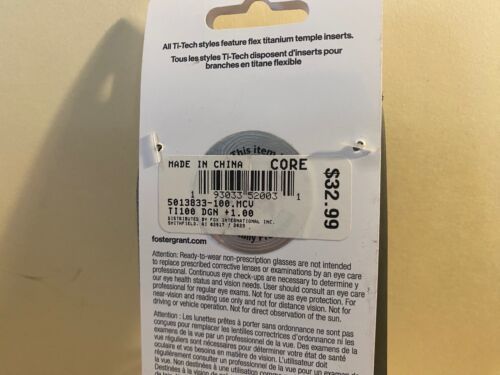 All Ti-Tech styles feature flex titanium temple inserts.
Tous les styles Ti-Tech disposent d'inserts pour
branches en titane flexible
This item
MADE IN CHINA CORE
$32.99
1 93033 52003 1
5013833-100.MCV
TI100 DGN +1.00
DISTRIBUTED BY FGX INTERNATIONAL INC.
SMITHFIELD, RI 02917 / 2823
fostergrant.com
Attention: Ready-to-wear non-prescription glasses are not intended
to replace prescribed corrective lenses or examinations by an eye care
professional. Continuous eye check-ups are necessary to determine
your eye health status and vision needs. User should consult an eye care
professional for regular eye exams. Not for use as eye protection. For
near-vision and reading use only and not for distance vision. Not for
driving or vehicle operation. Not for direct observation of the sun.
Attention : Les lunettes prêtes à porter sans ordonnance ne sont pas
conçues pour remplacer les lentilles correctrices d'ordonnance ni les
examens de la vue par un professionnel de la vue. Des examens de la
vue réguliers sont nécessaires pour déterminer votre état de santé
oculaire et vos besoins en matière de vision. L'utilisateur doit
régulièrement consulter un professionnel de la vue pour un examen
de la vue. Ne pas utiliser